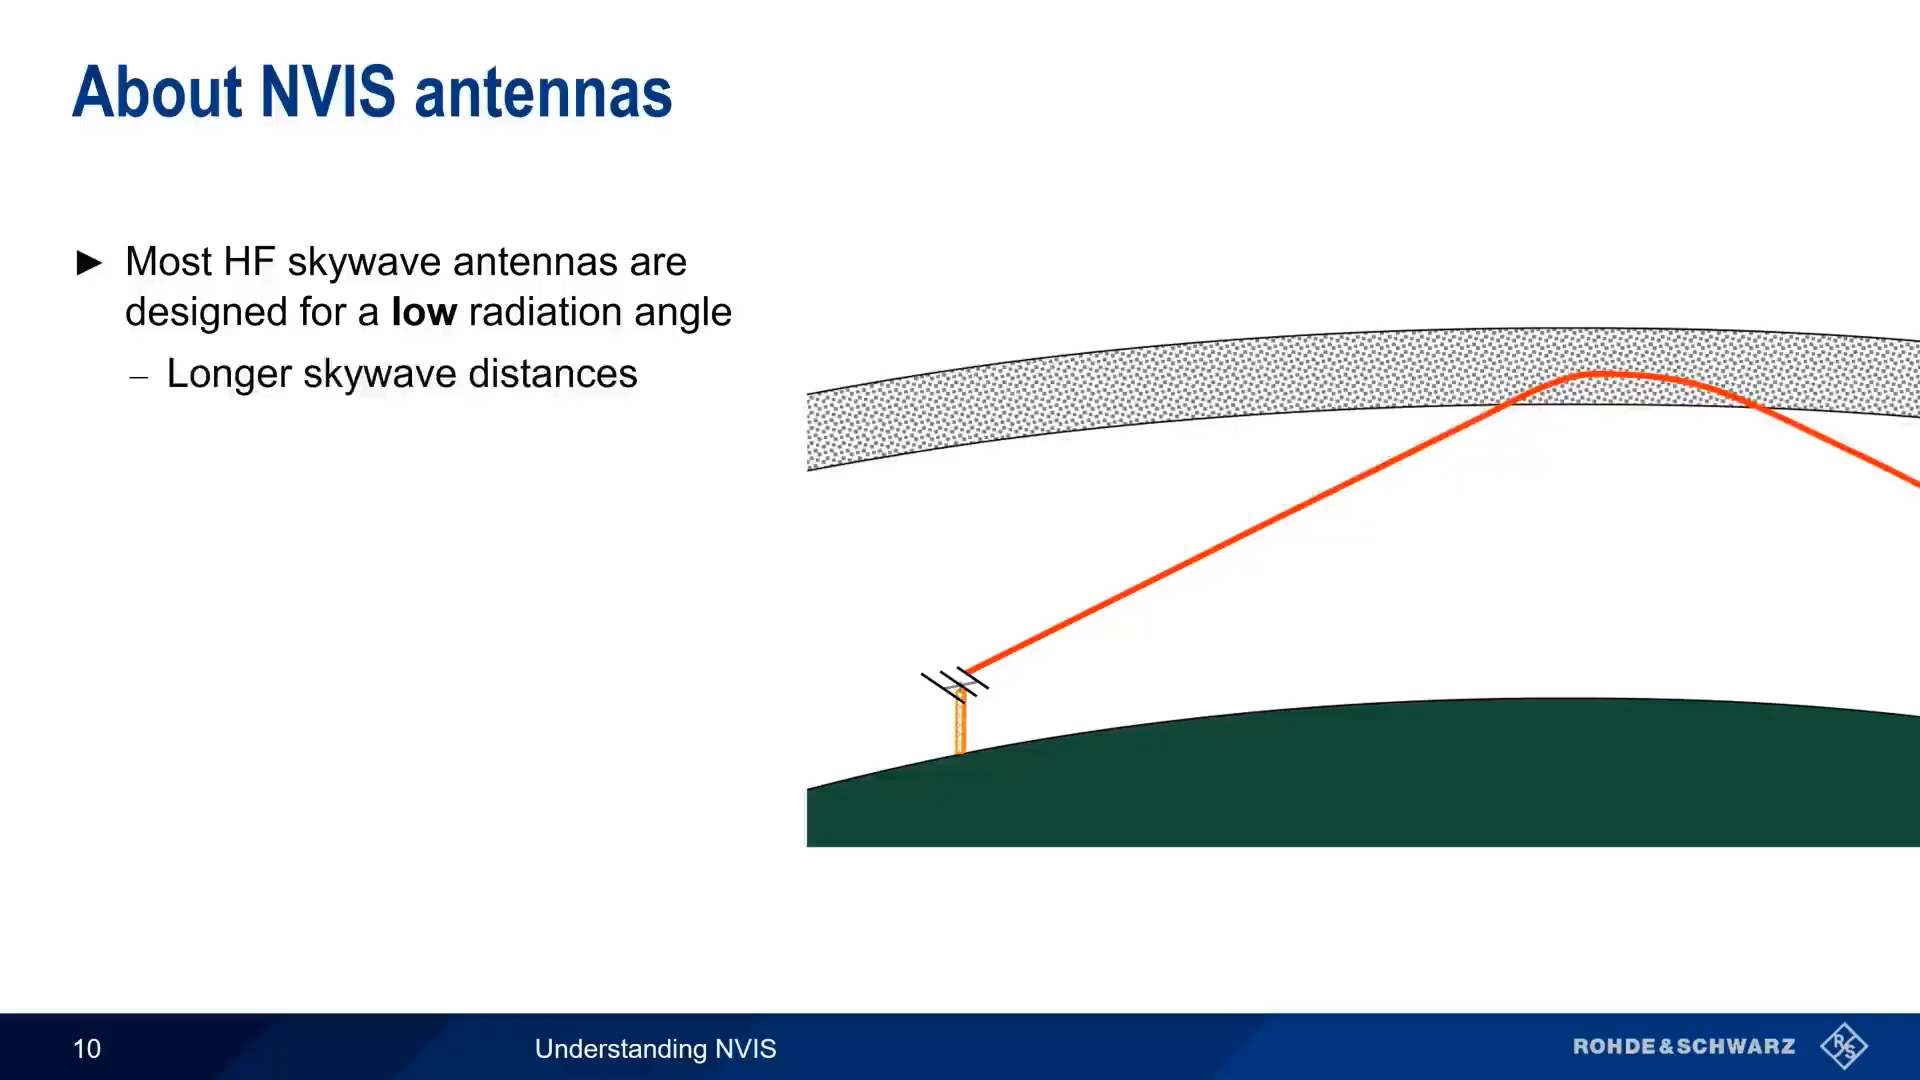 About NVIS antennas
► Most HF skywave antennas are
designed for a low radiation angle
– Longer skywave distances
10
Understanding NVIS
ROHDE&SCHWARZ
R&S